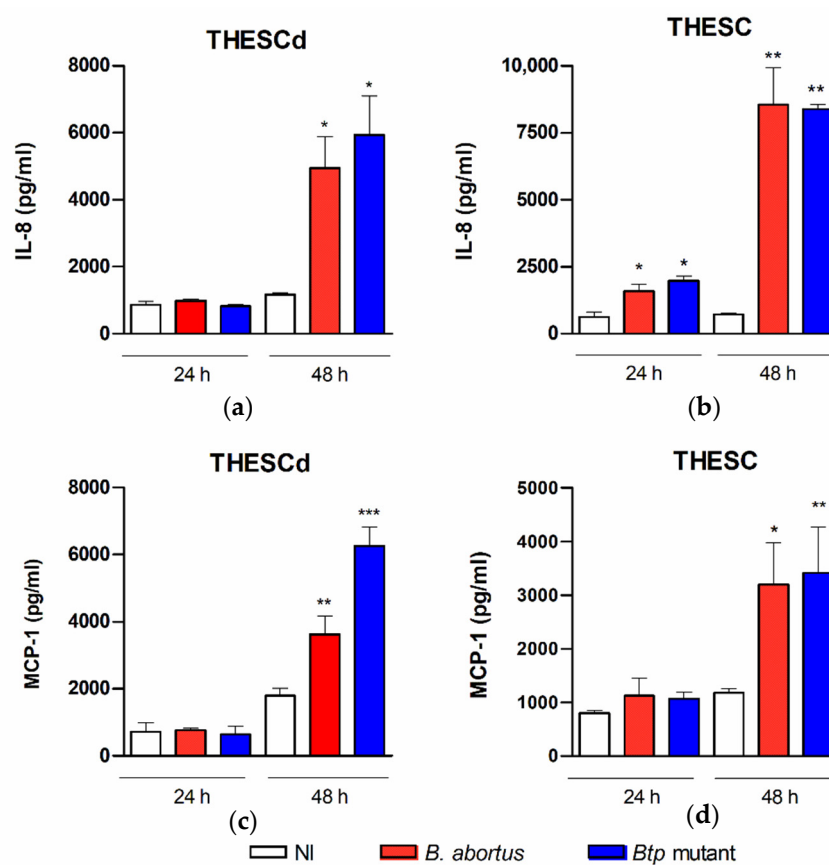 THESCd
IL-8 (pg/ml)
8000
6000
4000
2000
0
* *
24 h 48 h
(a)
THESC
IL-8 (pg/ml)
10,000
7500
5000
2500
0
* * ** **
24 h 48 h
(b)
THESCd
MCP-1 (pg/ml)
8000
6000
4000
2000
0
** ***
24 h 48 h
(c)
THESC
MCP-1 (pg/ml)
5000
4000
3000
2000
1000
0
* **
24 h 48 h
(d)
NI B. abortus Btp mutant